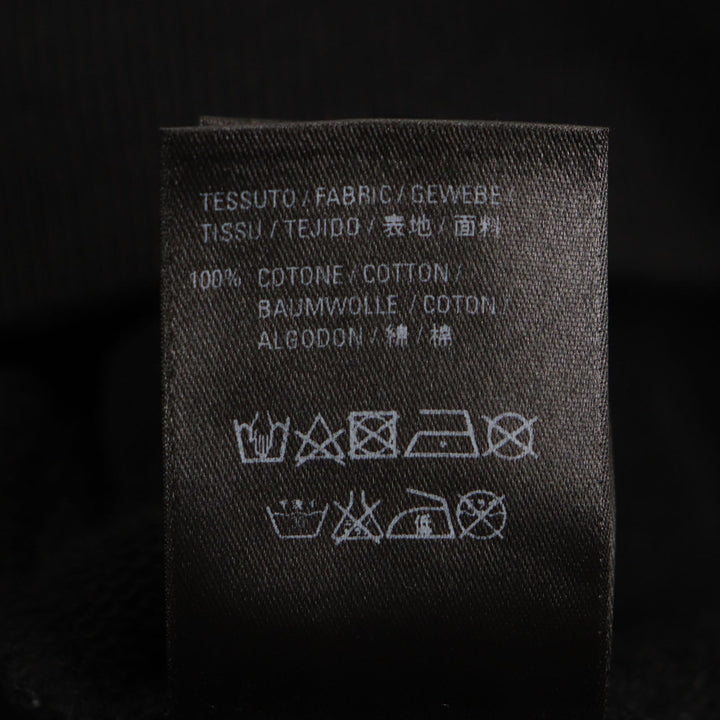 TESSUTO / FABRIC / GEWEBE /
TISSU / TEJIDO / 表地 / 面料
100% COTONE / COTTON /
BAUMWOLLE / COTON /
ALGODON / 綿 / 棉